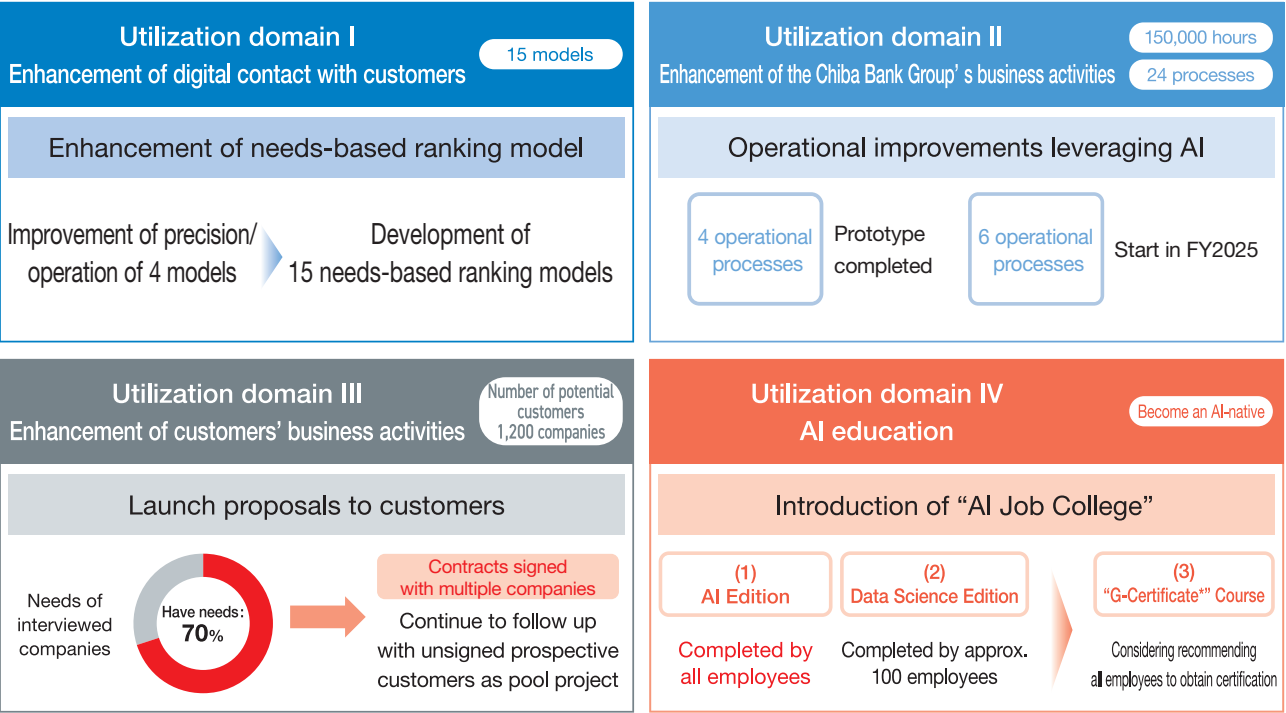 Utilization domain I
Enhancement of digital contact with customers
15 models
Enhancement of needs-based ranking model
Improvement of precision/
operation of 4 models
Development of
15 needs-based ranking models
Utilization domain II
Enhancement of the Chiba Bank Group' s business activities
150,000 hours
24 processes
Operational improvements leveraging AI
4 operational
processes
Prototype
completed
6 operational
processes
Start in FY2025
Utilization domain III
Enhancement of customers' business activities
Number of potential
customers
1,200 companies
Launch proposals to customers
Needs of
interviewed
companies
Have needs:
70%
Contracts signed
with multiple companies
Continue to follow up
with unsigned prospective
customers as pool project
Utilization domain IV
AI education
Become an AI-native
Introduction of “AI Job College”
(1)
AI Edition
Completed by
all employees
(2)
Data Science Edition
Completed by approx.
100 employees
(3)
“G-Certificate*” Course
Considering recommending
all employees to obtain certification